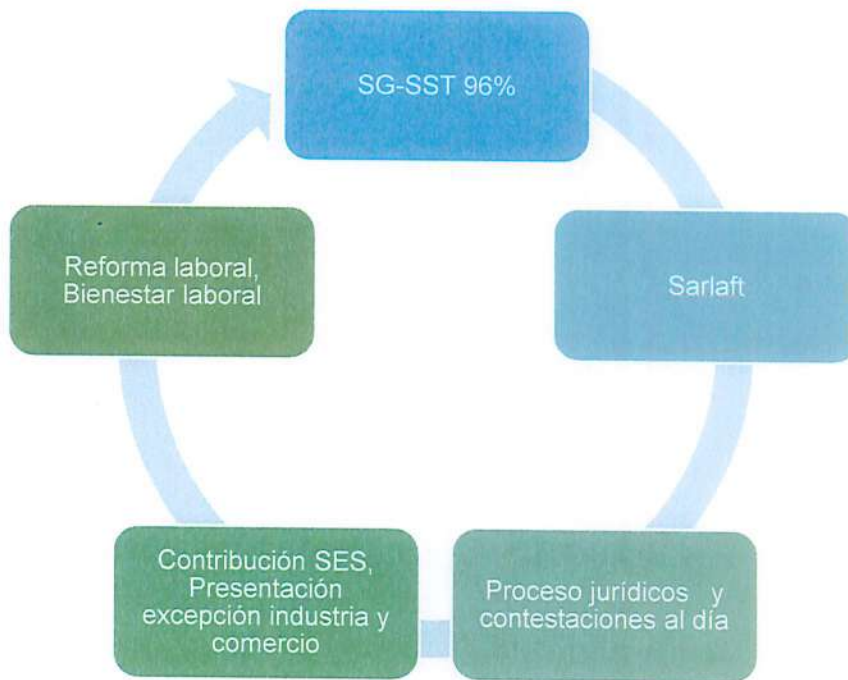 SG-SST 96%
Sarlaft
Proceso jurídicos y
contestaciones al día
Contribución SES,
Presentación
excepción industria y
comercio
Reforma laboral,
Bienestar laboral